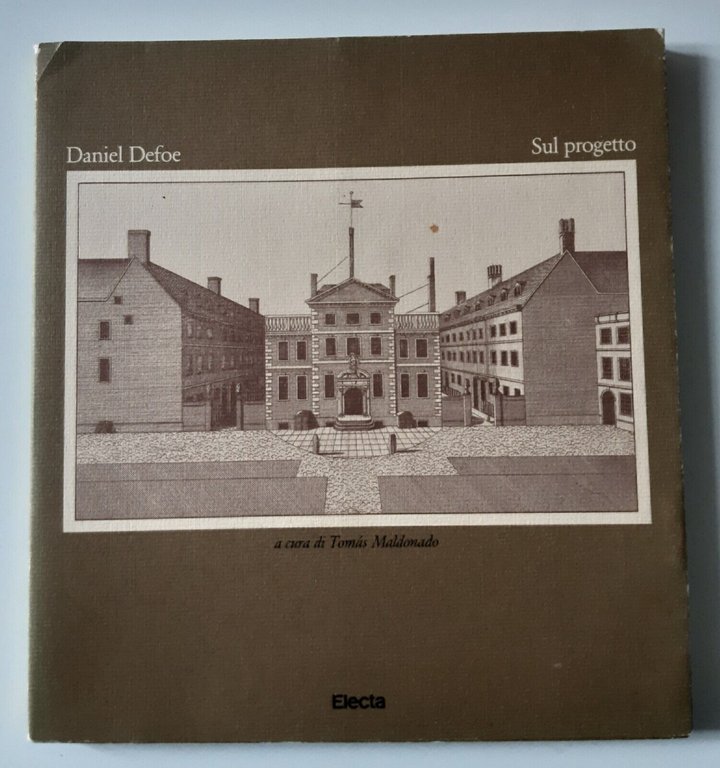 Daniel Defoe
Sul progetto
a cura di Tomás Maldonado
Electa